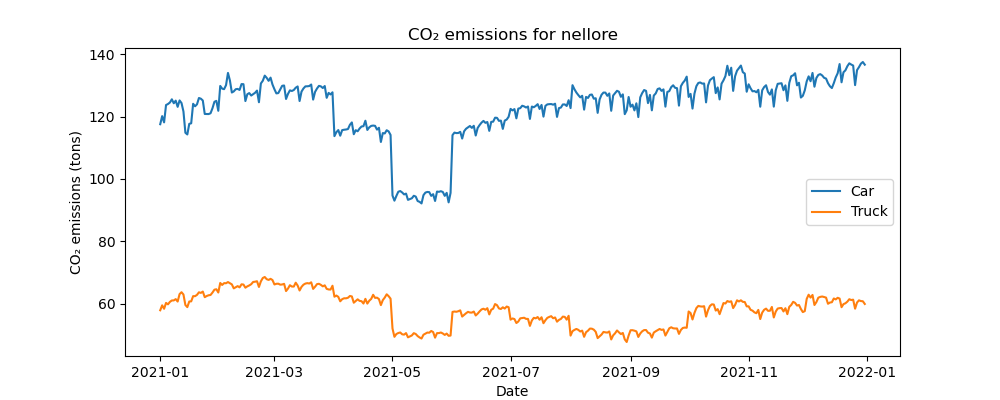 CO₂ emissions for nellore
140
120
100
80
60
CO₂ emissions (tons)
Car
Truck
2021-01
2021-03
2021-05
2021-07
2021-09
2021-11
2022-01
Date